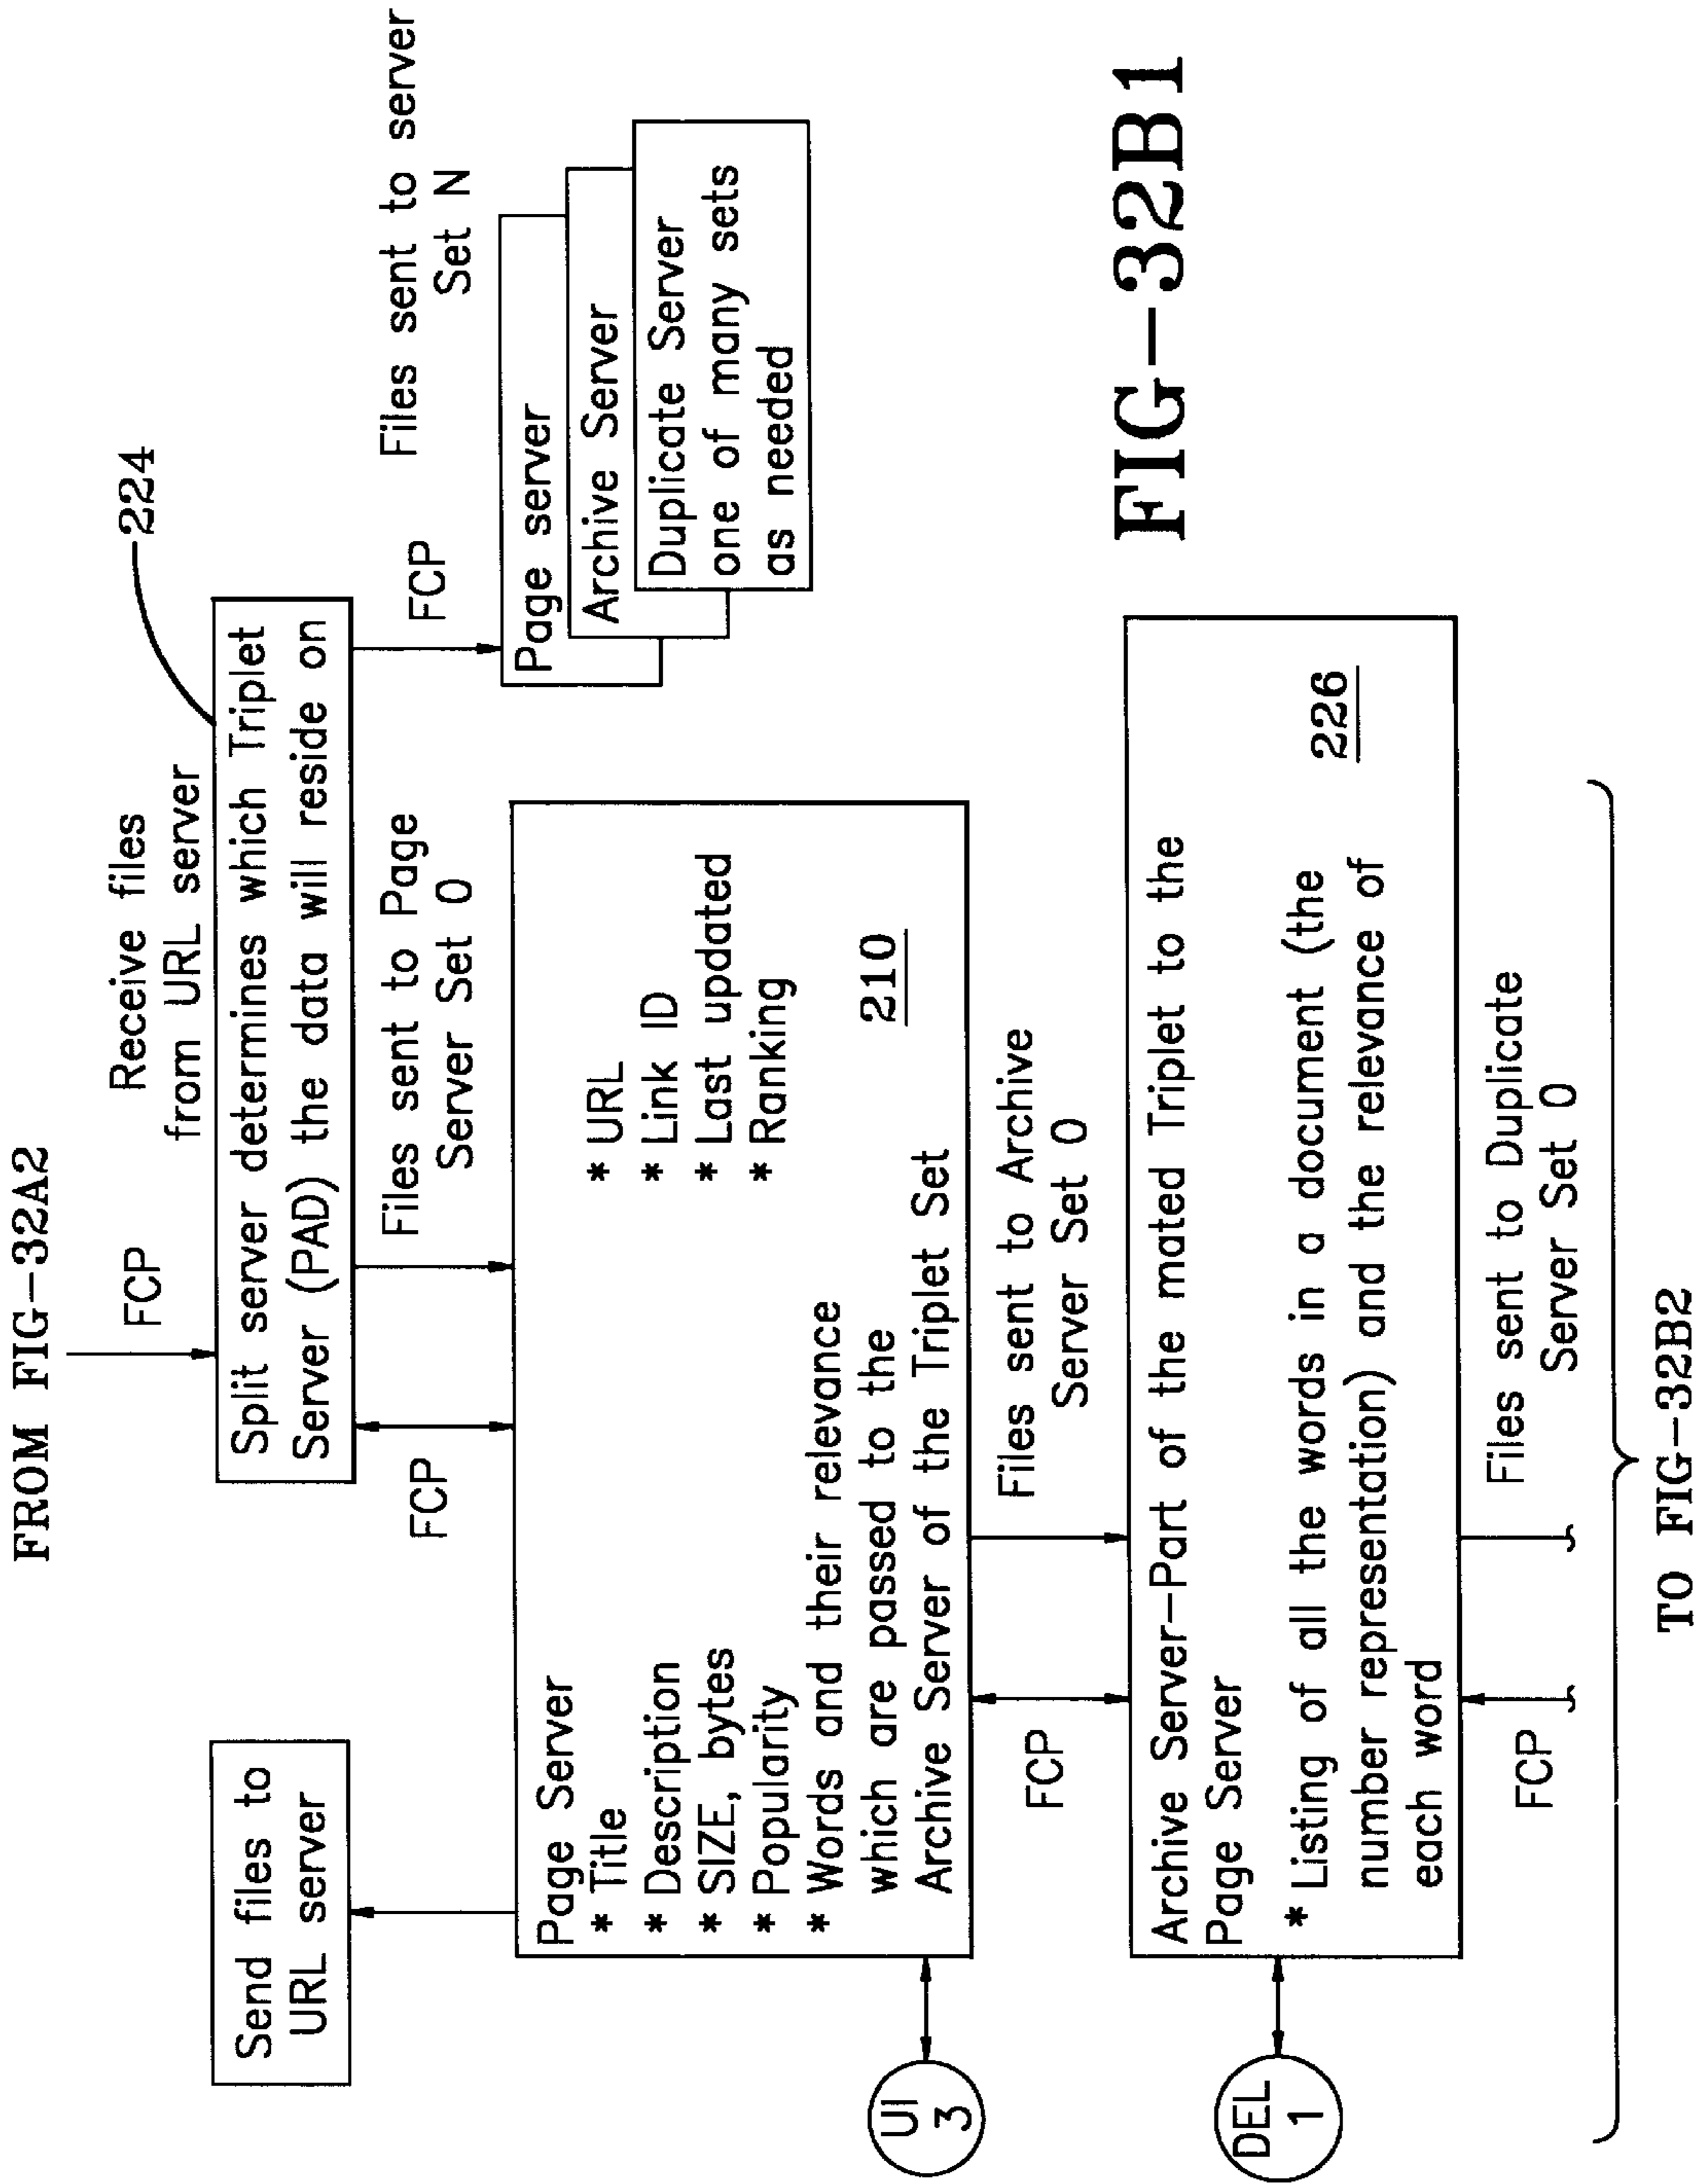 FROM FIG-32A2
FCP
Receive files
from URL server
224
Split server determines which Triplet
Server (PAD) the data will reside on
Send files to
URL server
FCP
Files sent to Page
Server Set 0
FCP
Files sent to server
Set N
Page server
Archive Server
Duplicate Server
one of many sets
as needed
Page Server
* Title
* Description
* SIZE, bytes
* Popularity
* Words and their relevance
which are passed to the
Archive Server of the Triplet Set
* URL
* Link ID
* Last updated
* Ranking
210
UI
3
FCP
Files sent to Archive
Server Set 0
Archive Server-Part of the mated Triplet to the
Page Server
* Listing of all the words in a document (the
number representation) and the relevance of
each word
226
DEL
1
FCP
Files sent to Duplicate
Server Set 0
TO FIG-32B2
FIG-32B1